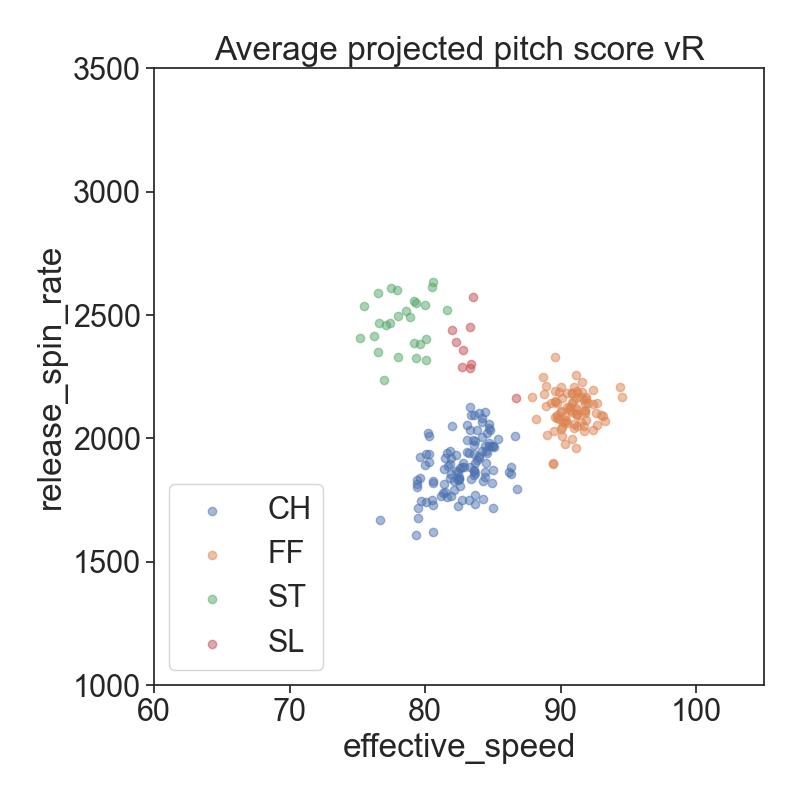 Average projected pitch score vR
3500
3000
2500
2000
1500
1000
release_spin_rate
CH
FF
ST
SL
60 70 80 90 100
effective_speed